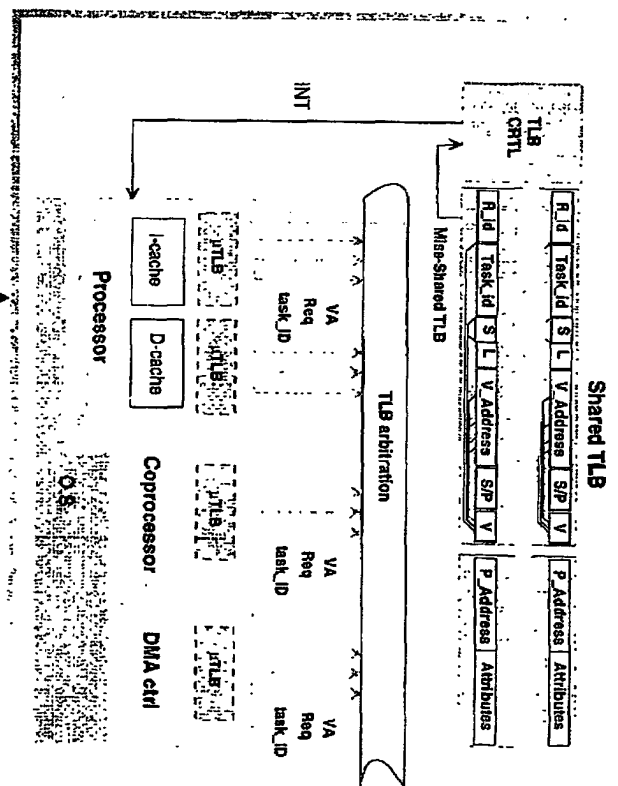 Shared TLB
TLB
CRTL
R_id Task_id S L V_Address S/P V P_Address Attributes
R_id Task_id S L V_Address S/P V P_Address Attributes
Miss-Shared TLB
INT
TLB arbitration
VA
Req
task_ID
VA
Req
task_ID
VA
Req
task_ID
µTLB
µTLB
µTLB
µTLB
I-cache
D-cache
Processor
Coprocessor
DMA ctrl
O.S